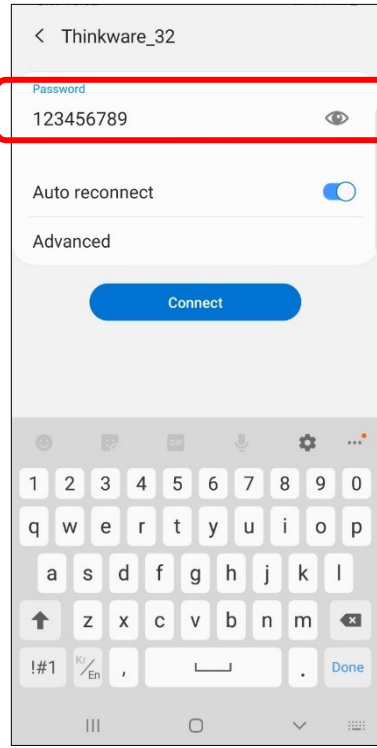 Thinkware_32
Password
123456789
Auto reconnect
Advanced
Connect
GIF
1 2 3 4 5 6 7 8 9 0
q w e r t y u i o p
a s d f g h j k l
z x c v b n m
!#1 Kr/En , . Done